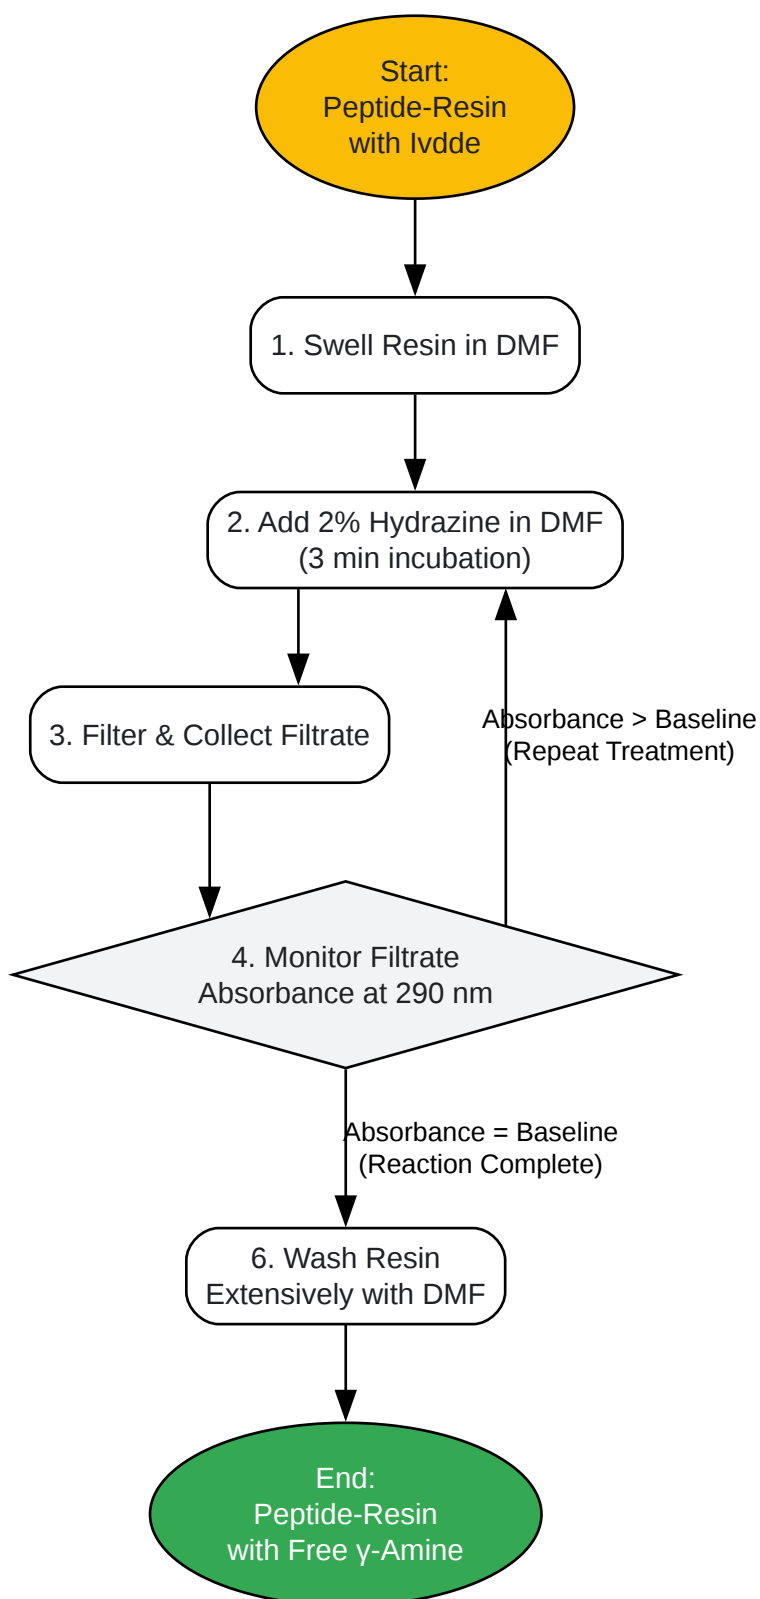 Start:
Peptide-Resin
with Ivdde
1. Swell Resin in DMF
2. Add 2% Hydrazine in DMF
(3 min incubation)
3. Filter & Collect Filtrate
Absorbance > Baseline
(Repeat Treatment)
4. Monitor Filtrate
Absorbance at 290 nm
Absorbance = Baseline
(Reaction Complete)
6. Wash Resin
Extensively with DMF
End:
Peptide-Resin
with Free γ-Amine